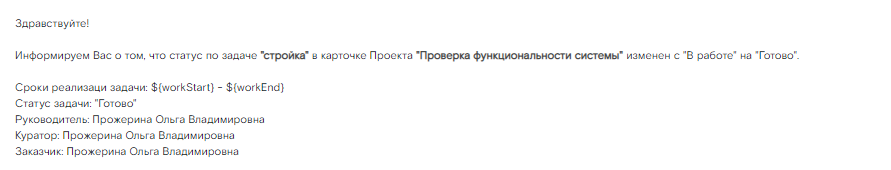 Здравствуйте!
Информируем Вас о том, что статус по задаче "стройка" в карточке Проекта "Проверка функциональности системы" изменен с "В работе" на "Готово".
Сроки реализаци задачи: ${workStart} - ${workEnd}
Статус задачи: "Готово"
Руководитель: Прожерина Ольга Владимировна
Куратор: Прожерина Ольга Владимировна
Заказчик: Прожерина Ольга Владимировна